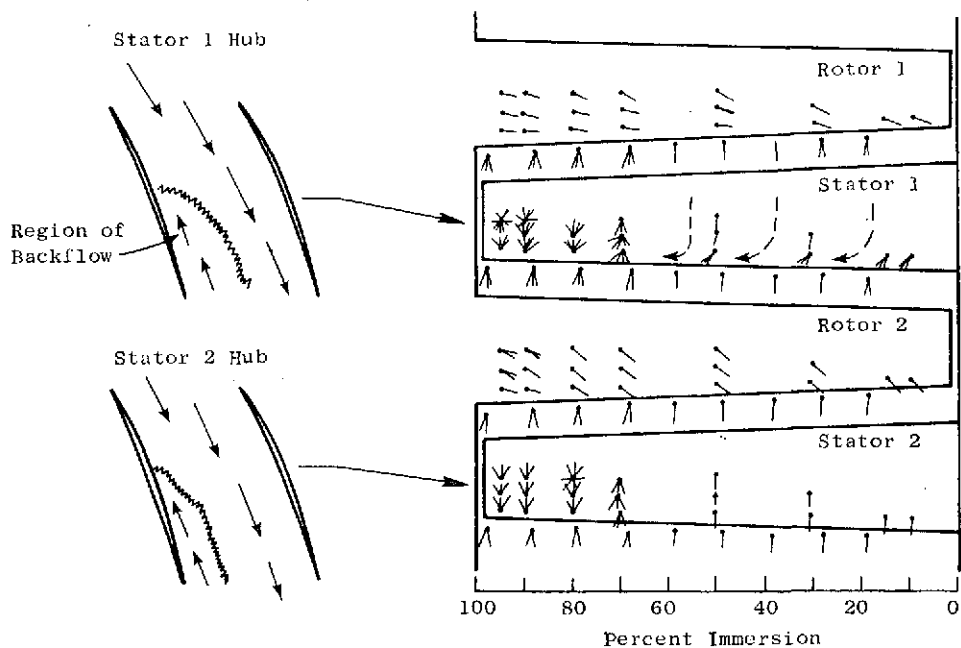 Stator 1 Hub
Region of
Backflow
Stator 2 Hub
Rotor 1
Stator 1
Rotor 2
Stator 2
100 80 60 40 20 0
Percent Immersion